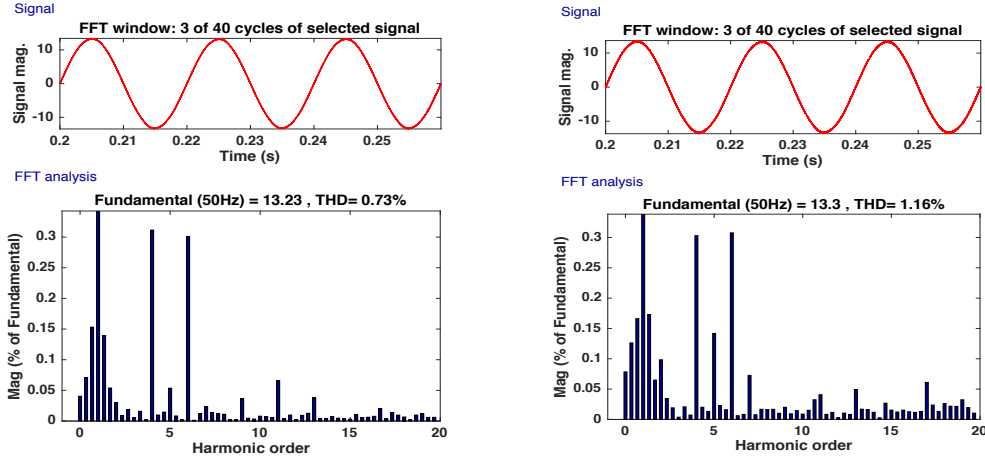 Signal
FFT window: 3 of 40 cycles of selected signal
Signal mag.
10
0
-10
0.2 0.21 0.22 0.23 0.24 0.25
Time (s)
FFT analysis
Fundamental (50Hz) = 13.23 , THD= 0.73%
Mag (% of Fundamental)
0.3
0.25
0.2
0.15
0.1
0.05
0
0 5 10 15 20
Harmonic order
Signal
FFT window: 3 of 40 cycles of selected signal
Signal mag.
10
0
-10
0.2 0.21 0.22 0.23 0.24 0.25
Time (s)
FFT analysis
Fundamental (50Hz) = 13.3 , THD= 1.16%
Mag (% of Fundamental)
0.3
0.25
0.2
0.15
0.1
0.05
0
0 5 10 15 20
Harmonic order